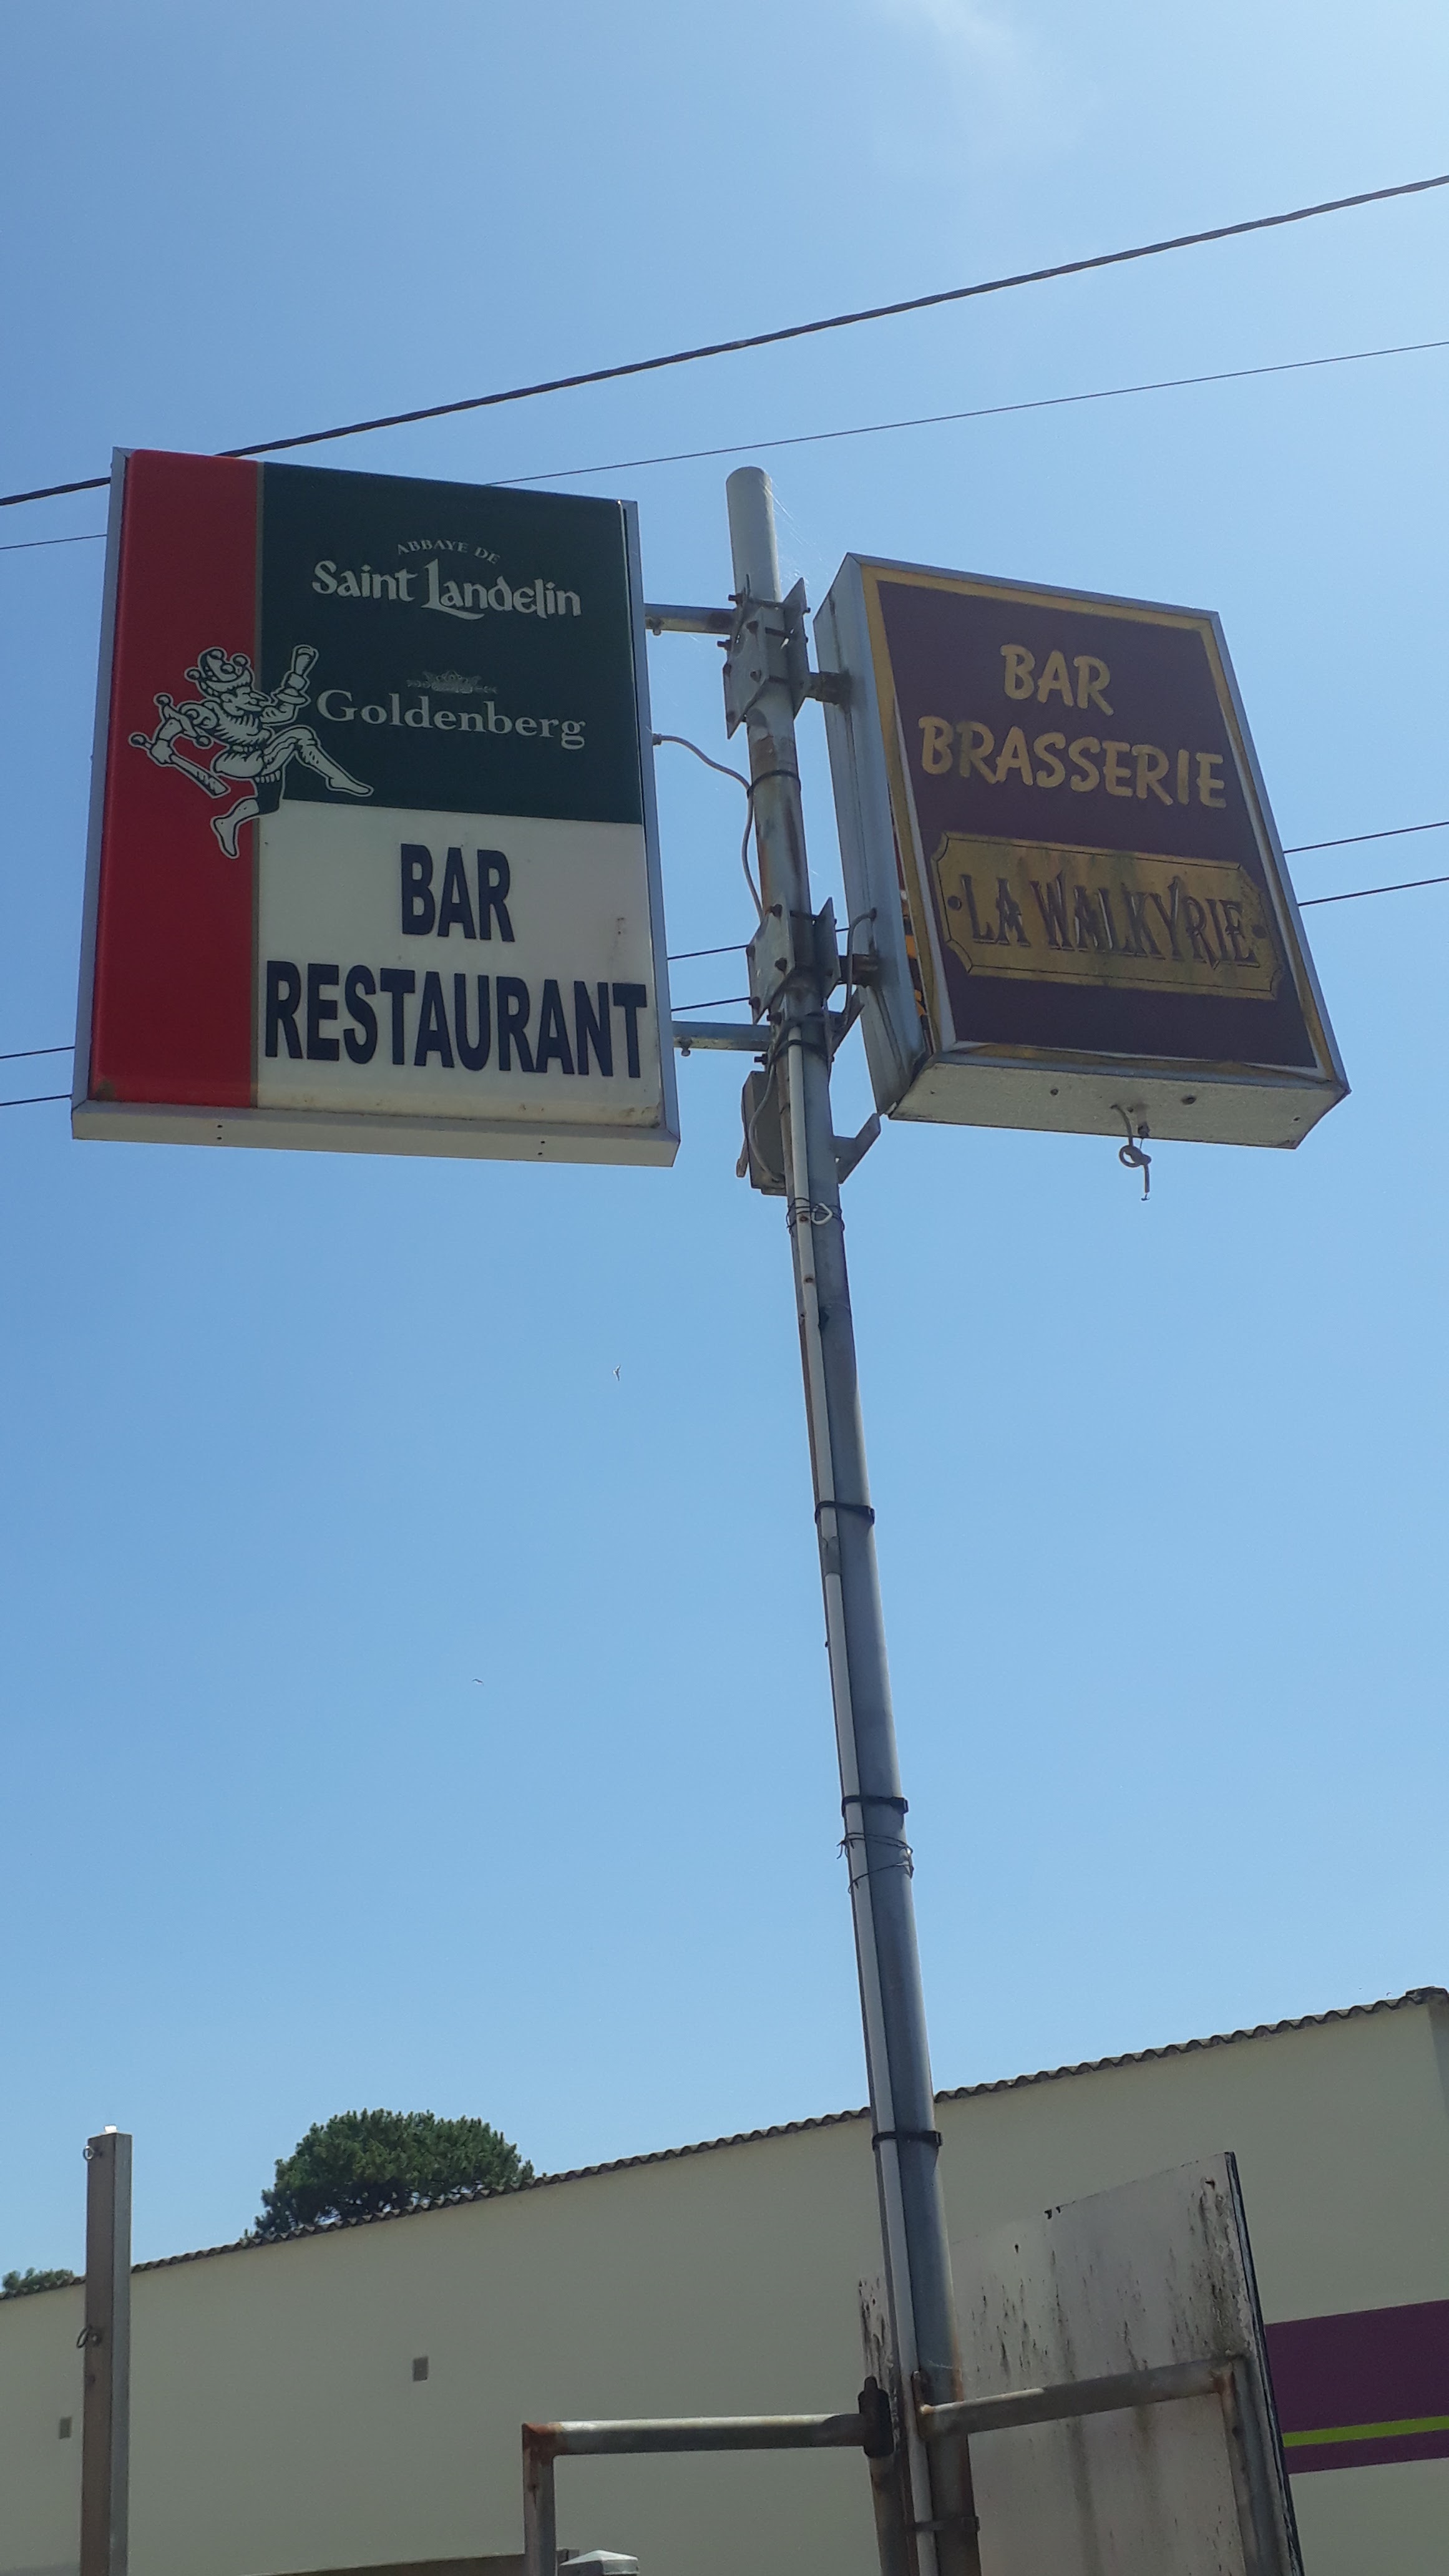 ABBAYE DE
Saint Landelin
Goldenberg
BAR
RESTAURANT
BAR
BRASSERIE
LA WALKYRIE